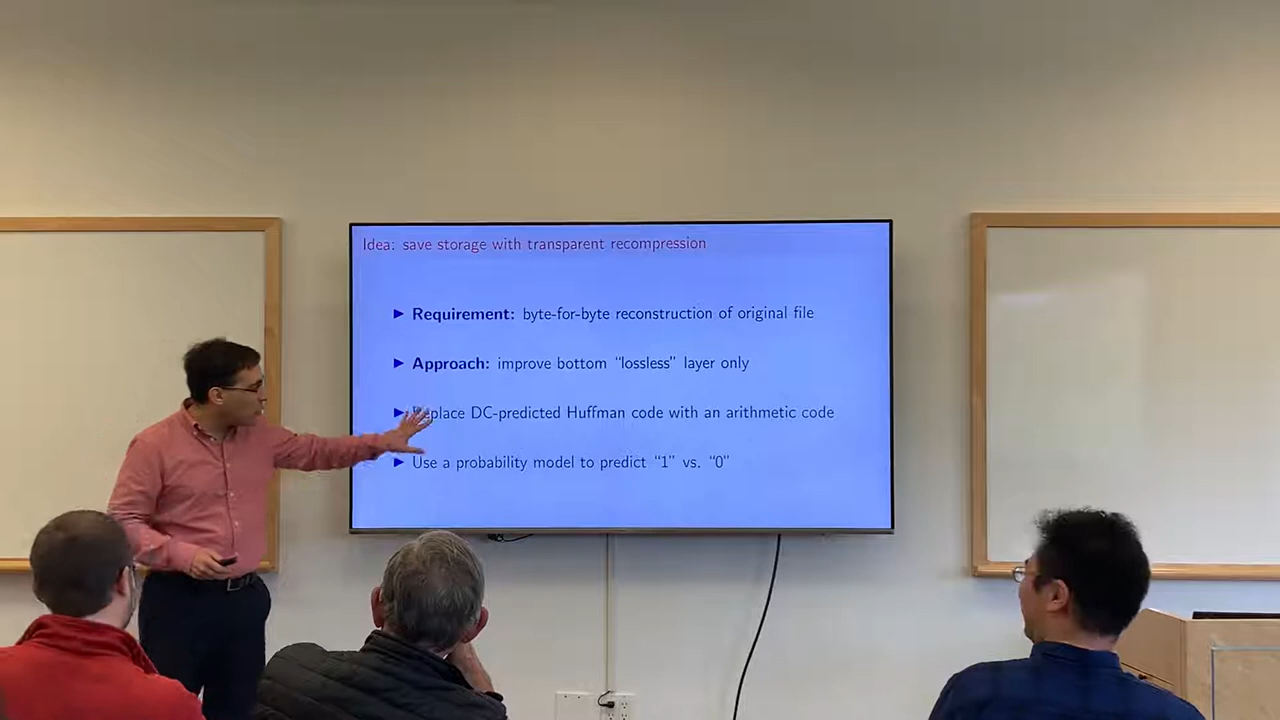 Idea: save storage with transparent recompression
▶ Requirement: byte-for-byte reconstruction of original file
▶ Approach: improve bottom “lossless” layer only
▶ Replace DC-predicted Huffman code with an arithmetic code
▶ Use a probability model to predict “1” vs. “0”